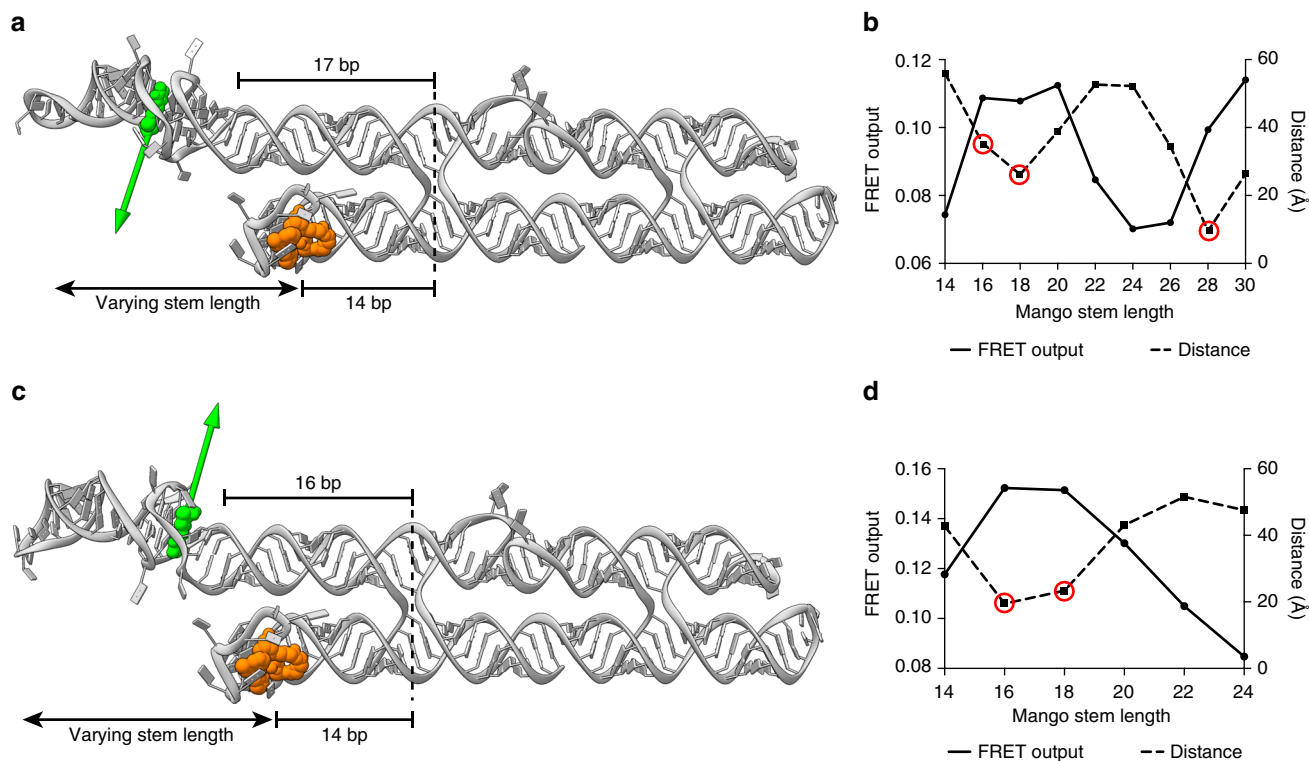 a
17 bp
Varying stem length
14 bp
b
FRET output
0.12
0.10
0.08
0.06
60
40
20
0
Distance (Å)
14 16 18 20 22 24 26 28 30
Mango stem length
FRET output Distance
c
16 bp
Varying stem length
14 bp
d
FRET output
0.16
0.14
0.12
0.10
0.08
60
40
20
0
Distance (Å)
14 16 18 20 22 24
Mango stem length
FRET output Distance